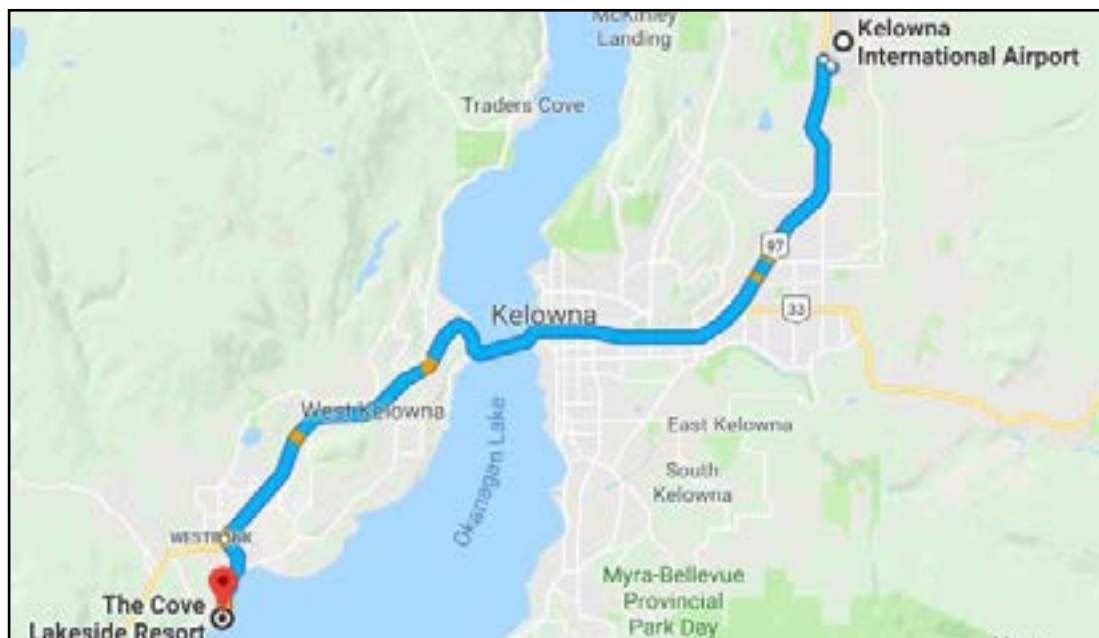 McKinley
Landing
Kelowna
International Airport
Traders Cove
97
33
Kelowna
West Kelowna
East Kelowna
Okanagan Lake
South
Kelowna
WESTBANK
Myra-Bellevue
Provincial
Park Day
The Cove
Lakeside Resort